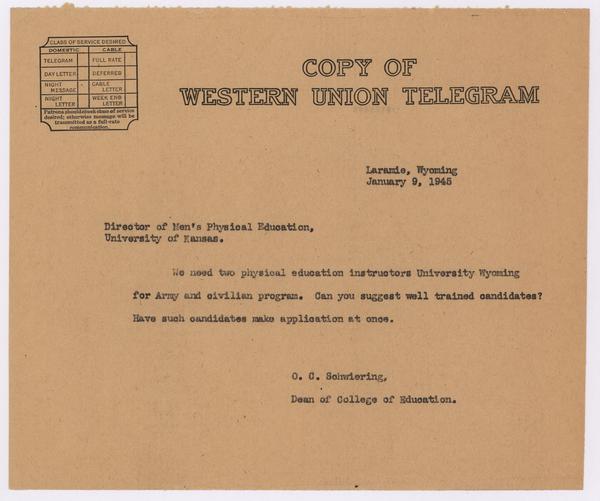 CLASS OF SERVICE DESIRED
DOMESTIC CABLE
TELEGRAM FULL RATE
DAY LETTER DEFERRED
NIGHT MESSAGE CABLE LETTER
NIGHT LETTER WEEK END LETTER
Patrons should check class of service
desired; otherwise message will be
transmitted as a full-rate
communication.
COPY OF
WESTERN UNION TELEGRAM
Laramie, Wyoming
January 9, 1945
Director of Men's Physical Education,
University of Kansas.
We need two physical education instructors University Wyoming
for Army and civilian program. Can you suggest well trained candidates?
Have such candidates make application at once.
O. C. Schwiering,
Dean of College of Education.